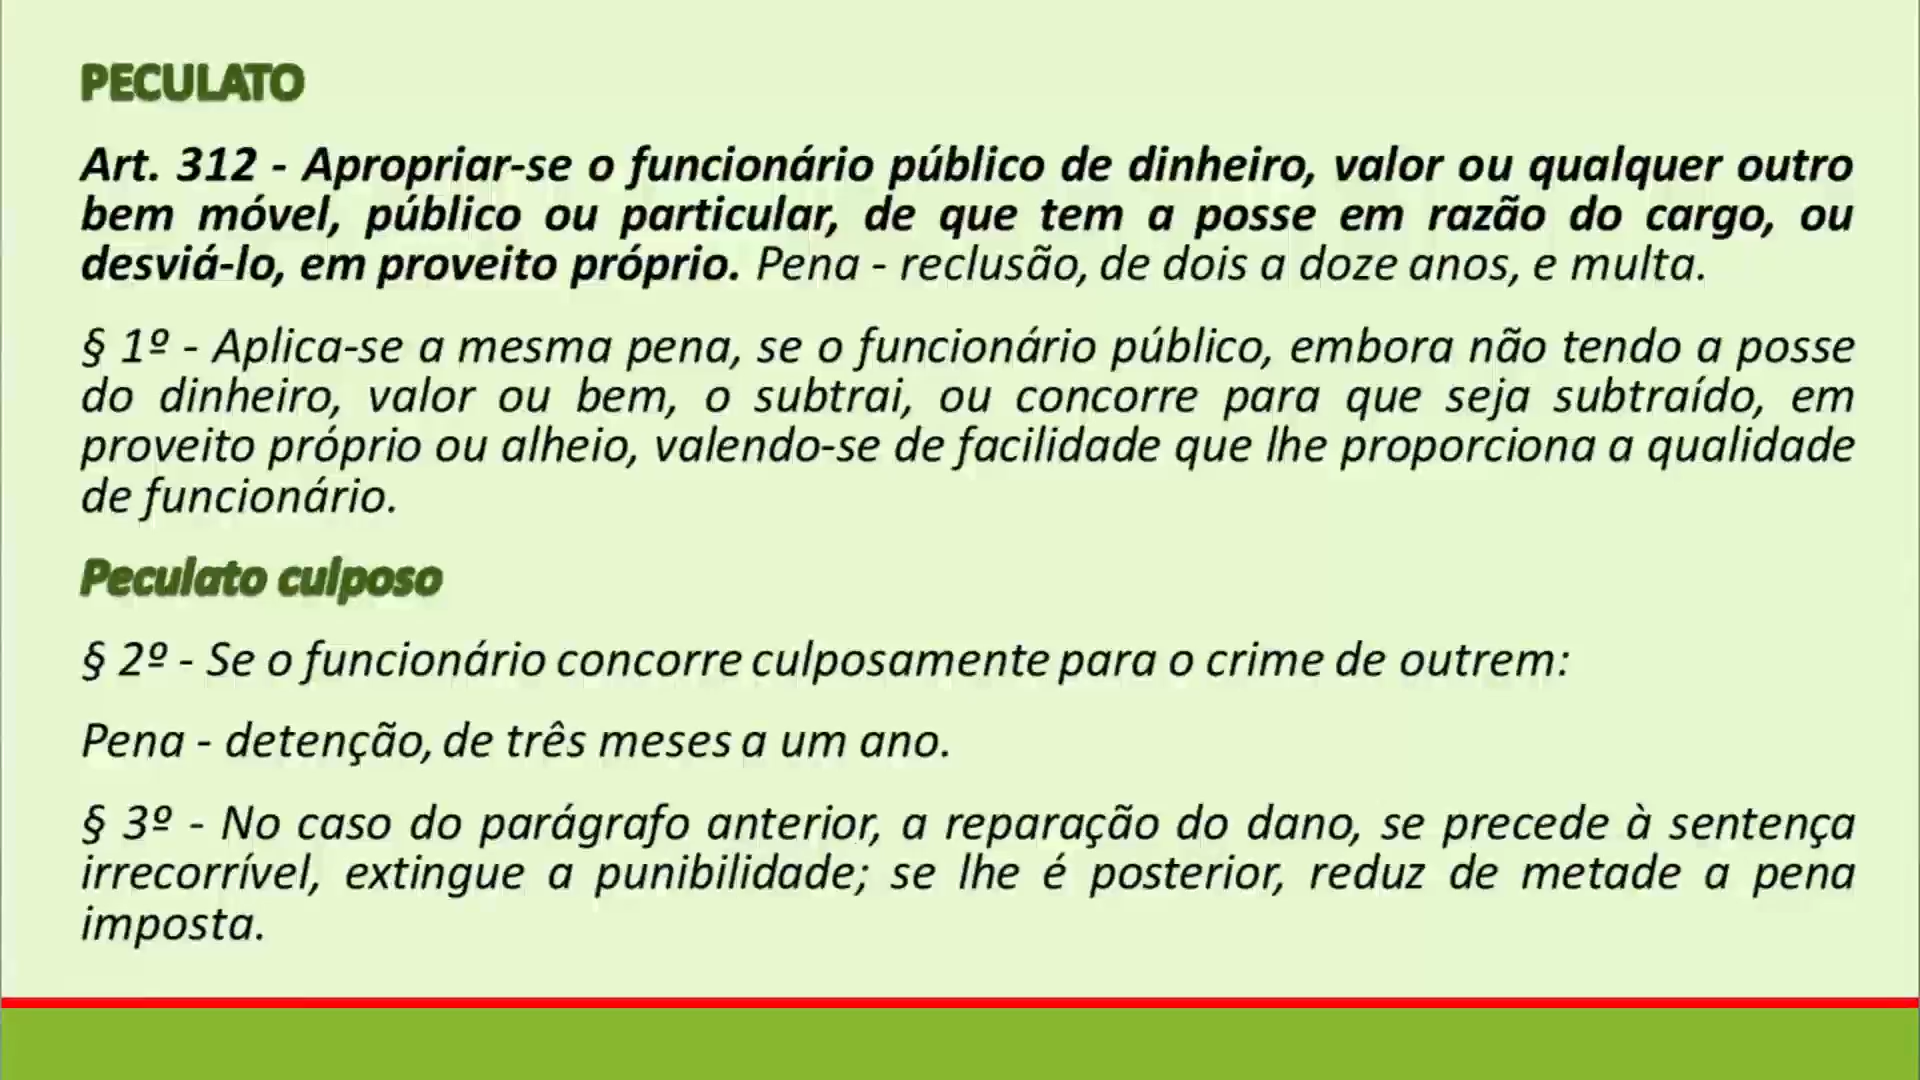 PECULATO
Art. 312 - Apropriar-se o funcionário público de dinheiro, valor ou qualquer outro
bem móvel, público ou particular, de que tem a posse em razão do cargo, ou
desviá-lo, em proveito próprio. Pena - reclusão, de dois a doze anos, e multa.
§ 1º - Aplica-se a mesma pena, se o funcionário público, embora não tendo a posse
do dinheiro, valor ou bem, o subtrai, ou concorre para que seja subtraído, em
proveito próprio ou alheio, valendo-se de facilidade que lhe proporciona a qualidade
de funcionário.
Peculato culposo
§ 2º - Se o funcionário concorre culposamente para o crime de outrem:
Pena - detenção, de três meses a um ano.
§ 3º - No caso do parágrafo anterior, a reparação do dano, se precede à sentença
irrecorrível, extingue a punibilidade; se lhe é posterior, reduz de metade a pena
imposta.